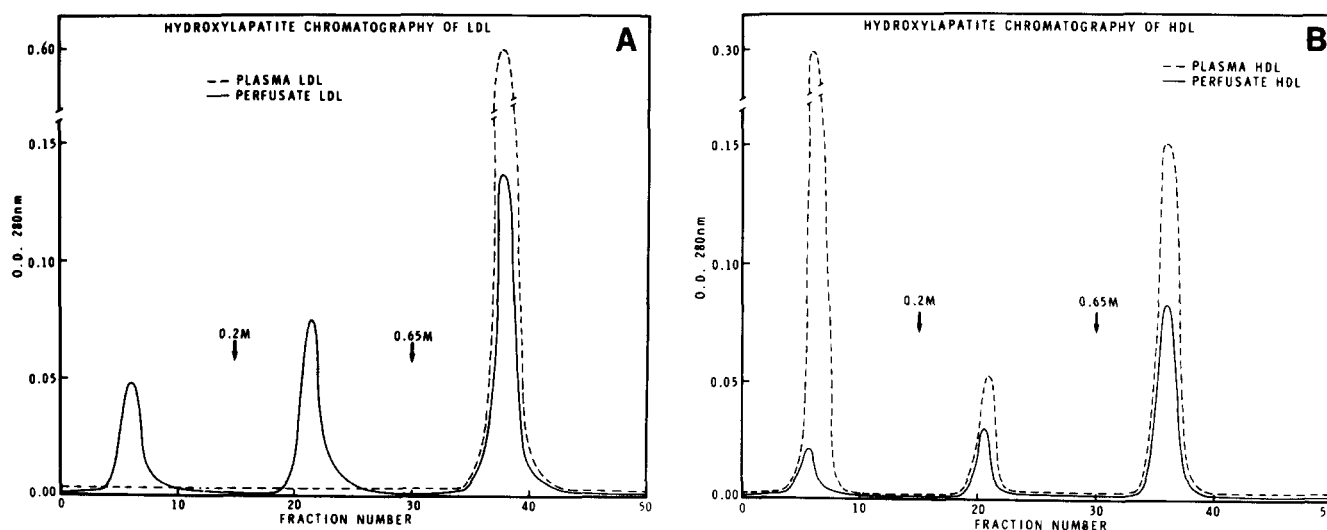 HYDROXYLAPATITE CHROMATOGRAPHY OF LDL
A
0.60
0.15
0.10
0.05
0.00
O.D. 280nm
PLASMA LDL
PERFUSATE LDL
0.2M
0.65M
0 10 20 30 40 50
FRACTION NUMBER
HYDROXYLAPATITE CHROMATOGRAPHY OF HDL
B
0.30
0.15
0.10
0.05
0.00
O.D. 280nm
PLASMA HDL
PERFUSATE HDL
0.2M
0.65M
0 10 20 30 40 50
FRACTION NUMBER